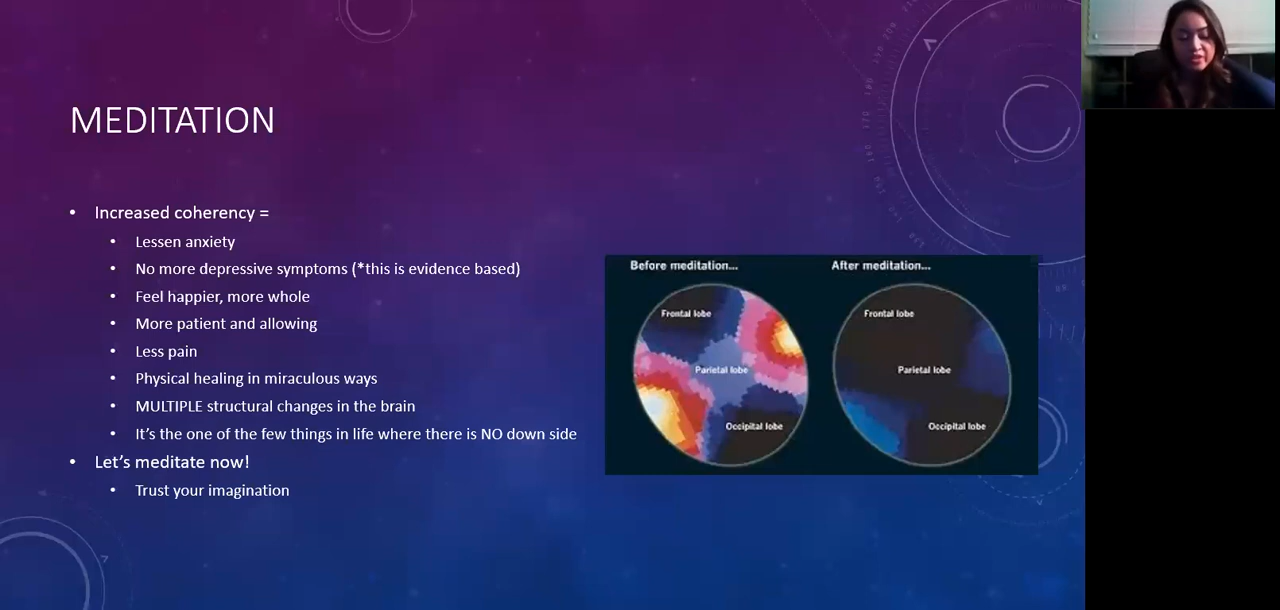 MEDITATION
• Increased coherency =
• Lessen anxiety
• No more depressive symptoms (*this is evidence based)
• Feel happier, more whole
• More patient and allowing
• Less pain
• Physical healing in miraculous ways
• MULTIPLE structural changes in the brain
• It's the one of the few things in life where there is NO down side
• Let's meditate now!
• Trust your imagination
Before meditation...
Frontal lobe
Parietal lobe
Occipital lobe
After meditation...
Frontal lobe
Parietal lobe
Occipital lobe